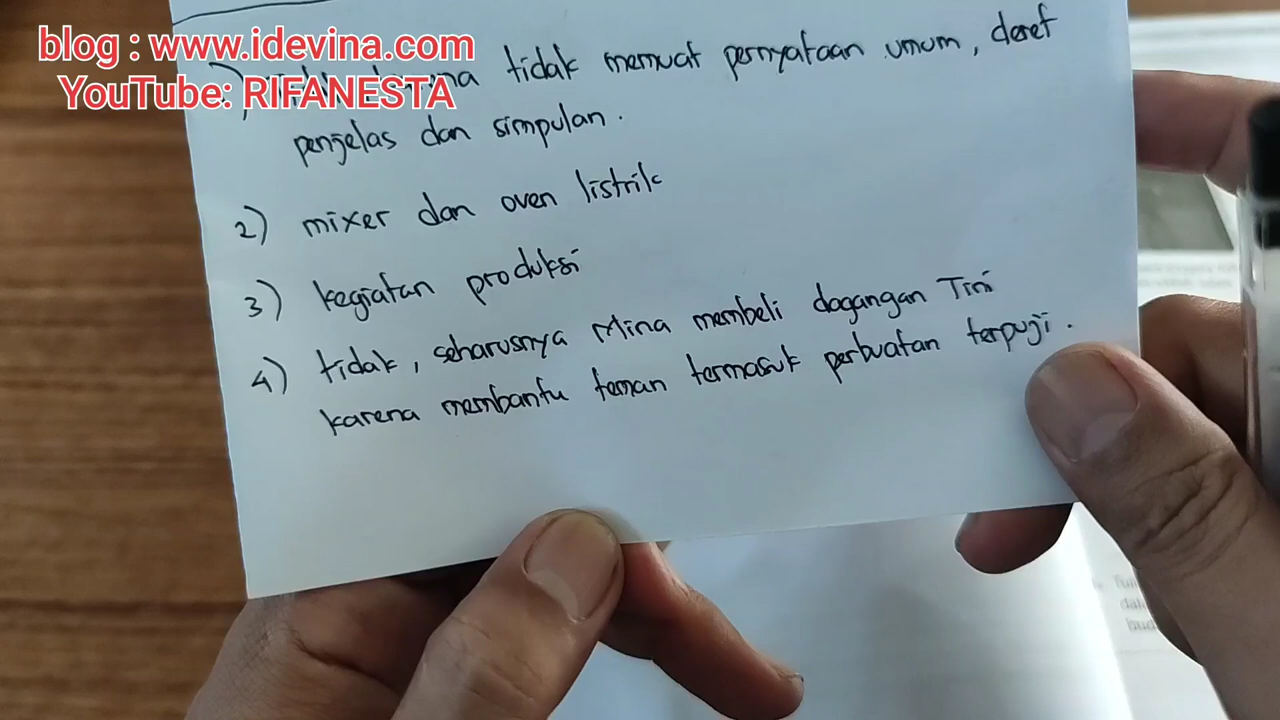 blog : www.idevina.com
YouTube: RIFANESTA
tidak memuat pernyataan umum, deret
penjelas dan simpulan.
2) mixer dan oven listrik
3) kegiatan produksi
4) tidak, seharusnya Mina membeli dagangan Tini
karena membantu teman termasuk perbuatan terpuji.